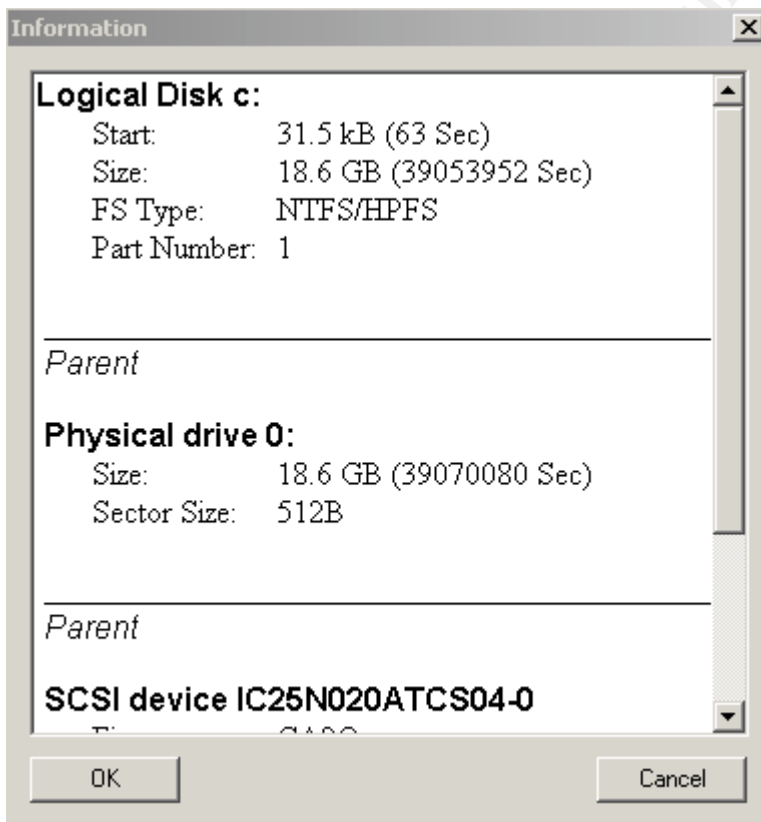 Information
Logical Disk c:
Start: 31.5 kB (63 Sec)
Size: 18.6 GB (39053952 Sec)
FS Type: NTFS/HPFS
Part Number: 1
Parent
Physical drive 0:
Size: 18.6 GB (39070080 Sec)
Sector Size: 512B
Parent
SCSI device IC25N020ATCS04-0
OK
Cancel